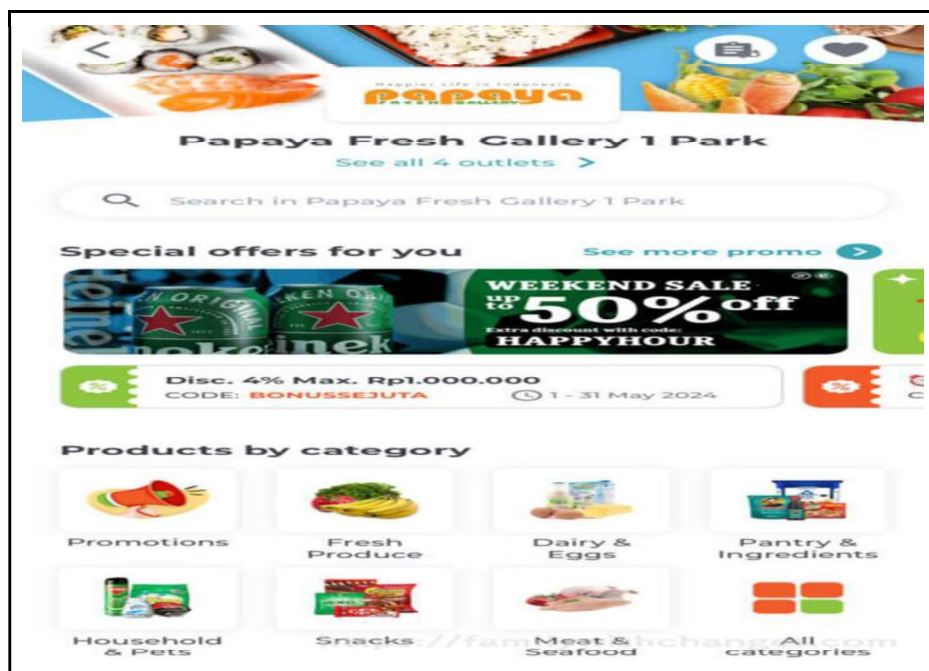 Happier Life in Indonesia
papaya
FRESH GALLERY
Papaya Fresh Gallery 1 Park
See all 4 outlets >
Search in Papaya Fresh Gallery 1 Park
Special offers for you
See more promo >
WEEKEND SALE
up to 50% off
Extra discount with code:
HAPPYHOUR
Disc. 4% Max. Rp1.000.000
CODE: BONUSSEJUTA
1 - 31 May 2024
Products by category
Promotions
Fresh
Produce
Dairy &
Eggs
Pantry &
Ingredients
Household
& Pets
Snacks
Meat &
Seafood
All
categories